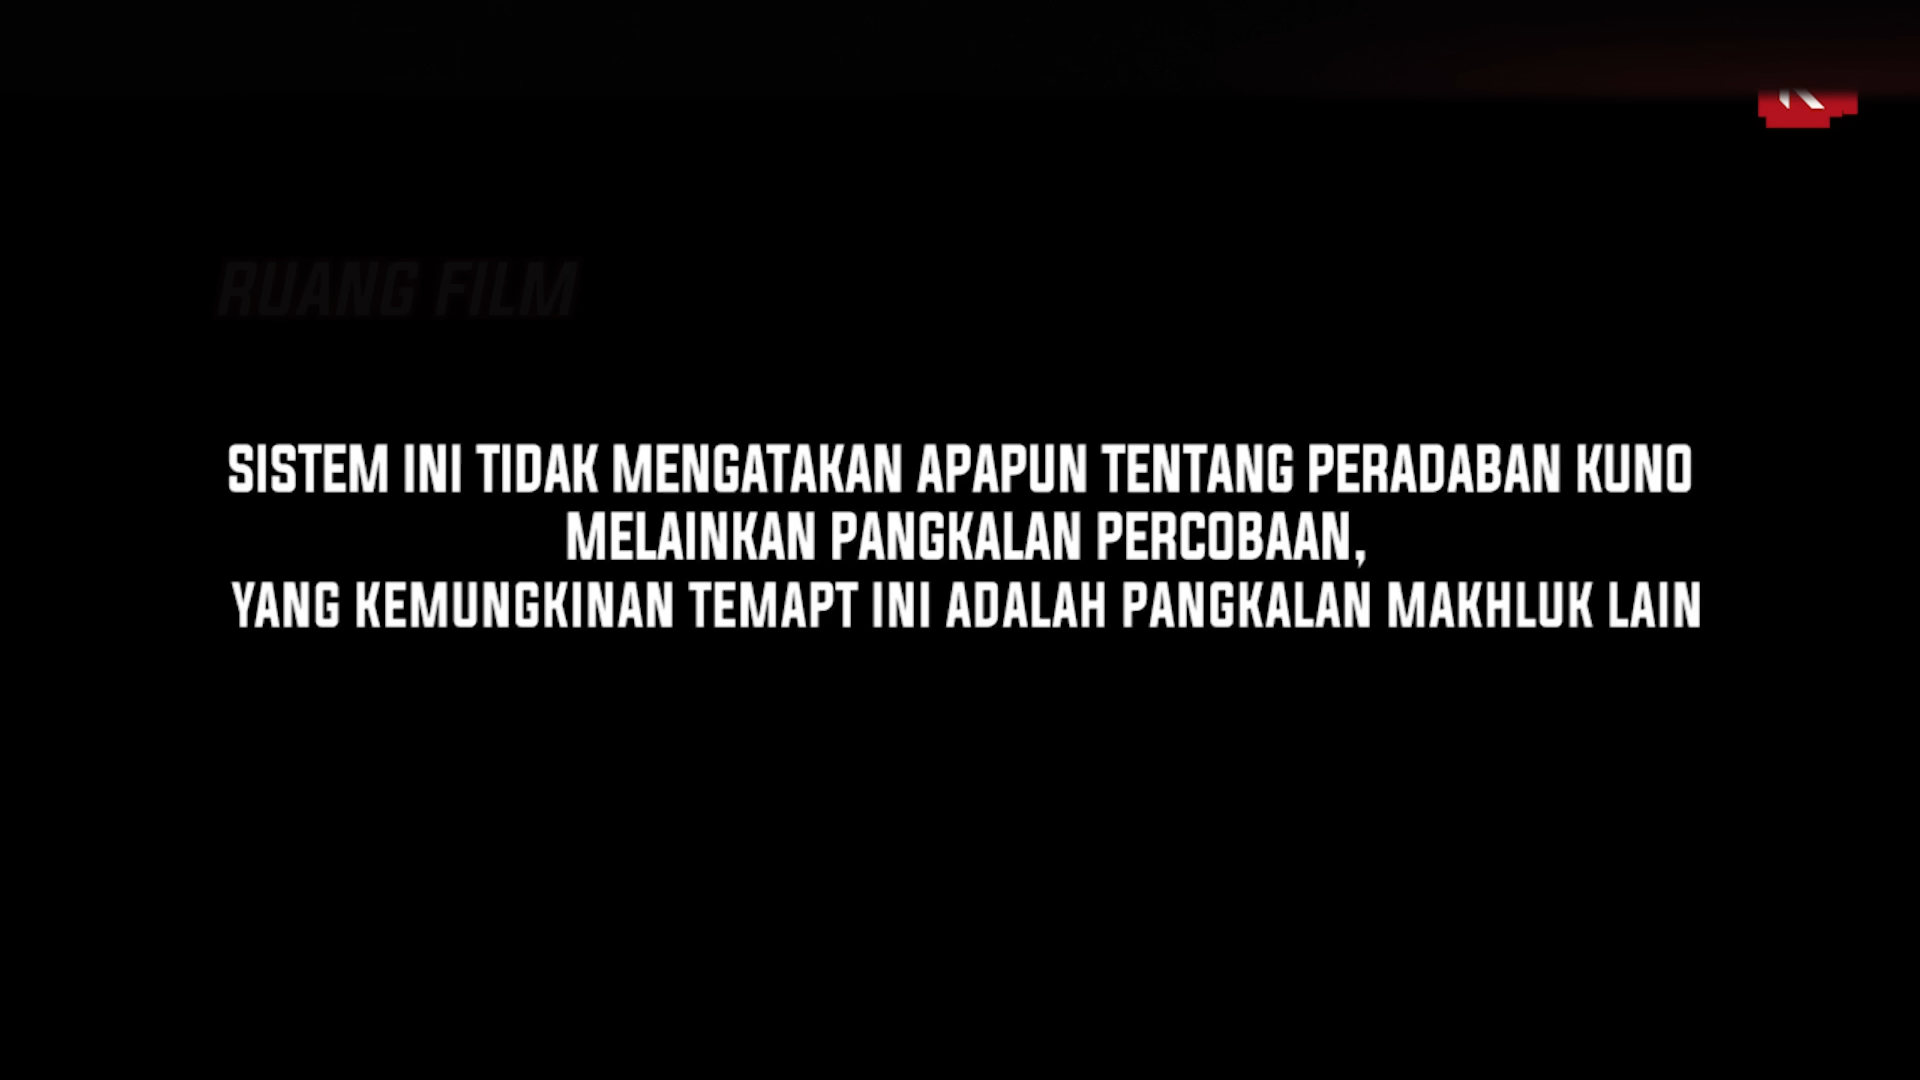 RUANG FILM
SISTEM INI TIDAK MENGATAKAN APAPUN TENTANG PERADABAN KUNO
MELAINKAN PANGKALAN PERCOBAAN,
YANG KEMUNGKINAN TEMAPT INI ADALAH PANGKALAN MAKHLUK LAIN